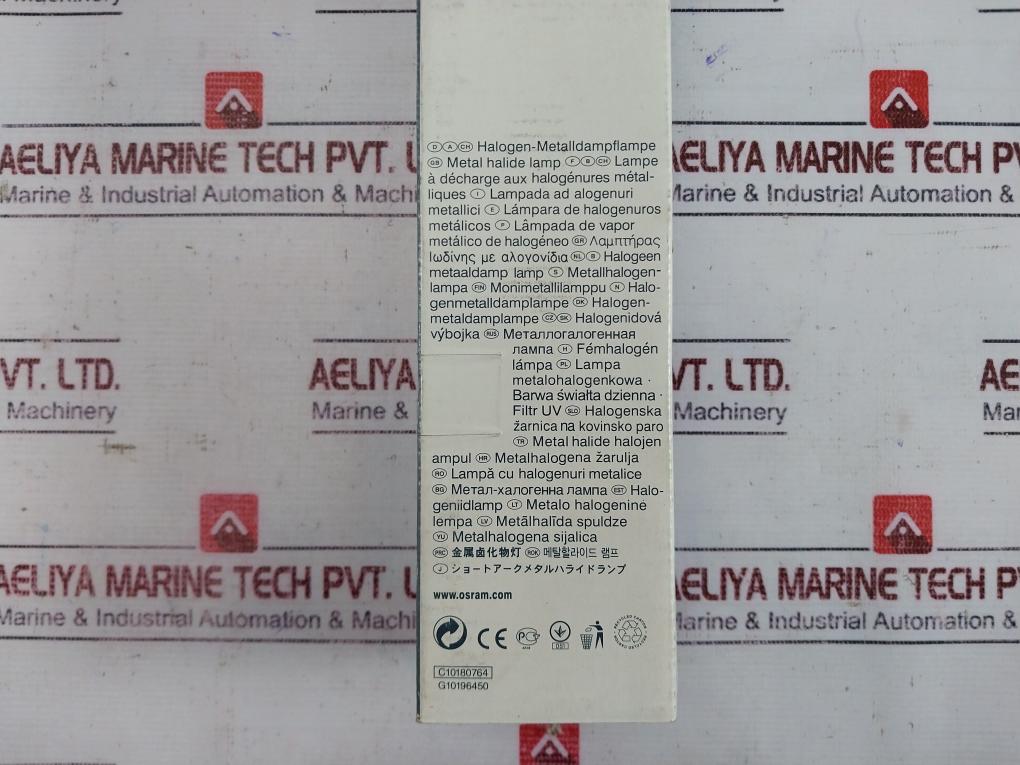 Machinery
AELIYA MARINE TECH PVT. L
Marine & Industrial Automation & Machi
AELIYA MARINE TECH PV
Marine & Industrial Automation &
VT. LTD.
Machinery
AELIYA
Marine &
VT. LTD.
Machinery
AE
Mar
AELIYA MARINE TECH PVT. L
Marine & Industrial Automation & Machi
AELIYA MARINE TECH P
Marine & Industrial Automation &
D A CH Halogen-Metalldampflampe
GB Metal halide lamp F B CH Lampe
à décharge aux halogénures métal-
liques I Lampada ad alogenuri
metallici E Lámpara de halogenuros
metálicos P Lâmpada de vapor
metálico de halogéneo GR Λαμπτήρας
Ιωδίνης με αλογονίδια NL B Halogeen
metaaldamp lamp S Metallhalogen-
lampa FIN Monimetallilamppu N Halo-
genmetalldamplampe DK Halogen-
metaldamplampe CZ SK Halogenidová
výbojka RUS Металлогалогенная
лампа H Fémhalogén
lámpa PL Lampa
metalohalogenkowa ·
Barwa świałta dzienna ·
Filtr UV SLO Halogenska
žarnica na kovinsko paro
TR Metal halide halojen
ampul HR Metalhalogena žarulja
RO Lampă cu halogenuri metalice
BG Метал-халогенна лампа EST Halo-
geniidlamp LT Metalo halogeninė
lempa LV Metālhalīda spuldze
YU Metalhalogena sijalica
PRC 金属卤化物灯 ROK 메탈할라이드 램프
J ショートアークメタルハライドランプ
www.osram.com
CE PCT 051
C10180764
G10196450